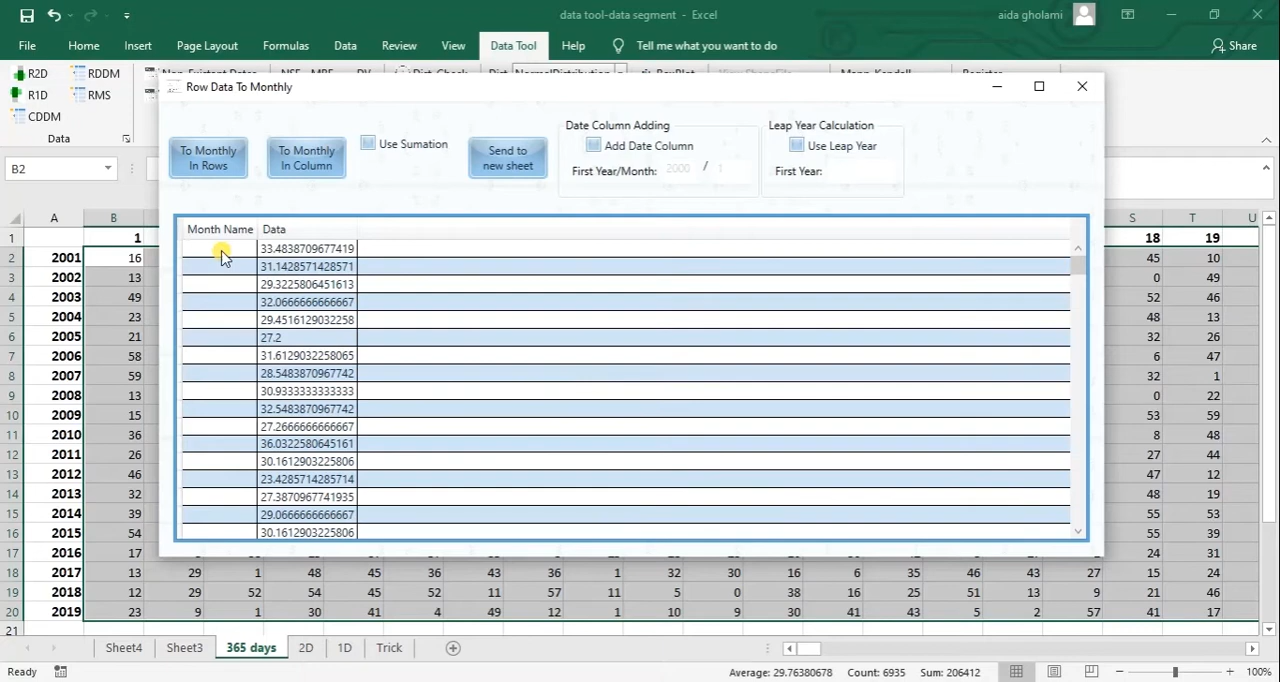 data tool-data segment - Excel
aida gholami
File Home Insert Page Layout Formulas Data Review View Data Tool Help Tell me what you want to do Share
R2D RDDM
R1D RMS
CDDM
Data
B2
Row Data To Monthly
To Monthly In Rows
To Monthly In Column
Use Sumation
Send to new sheet
Date Column Adding
Add Date Column
First Year/Month: 2000 / 1
Leap Year Calculation
Use Leap Year
First Year:
Month Name Data
33.4838709677419
31.1428571428571
29.3225806451613
32.0666666666667
29.4516129032258
27.2
31.6129032258065
28.5483870967742
30.9333333333333
32.5483870967742
27.2666666666667
36.0322580645161
30.1612903225806
23.4285714285714
27.3870967741935
29.0666666666667
30.1612903225806
A B S T U
1 1 18 19
2 2001 16 45 10
3 2002 13 0 49
4 2003 49 52 46
5 2004 23 48 13
6 2005 21 32 26
7 2006 58 6 47
8 2007 59 32 1
9 2008 13 0 22
10 2009 15 53 59
11 2010 36 8 48
12 2011 26 27 44
13 2012 46 47 12
14 2013 32 48 19
15 2014 39 55 53
16 2015 54 55 39
17 2016 17 24 31
18 2017 13 29 1 48 45 36 43 36 1 32 30 16 6 35 46 43 27 15 24
19 2018 12 29 52 54 45 52 11 57 11 5 0 38 16 25 51 13 9 21 46
20 2019 23 9 1 30 41 4 49 12 1 10 9 30 41 43 5 2 57 41 17
21
Sheet4 Sheet3 365 days 2D 1D Trick
Ready Average: 29.76380678 Count: 6935 Sum: 206412 100%